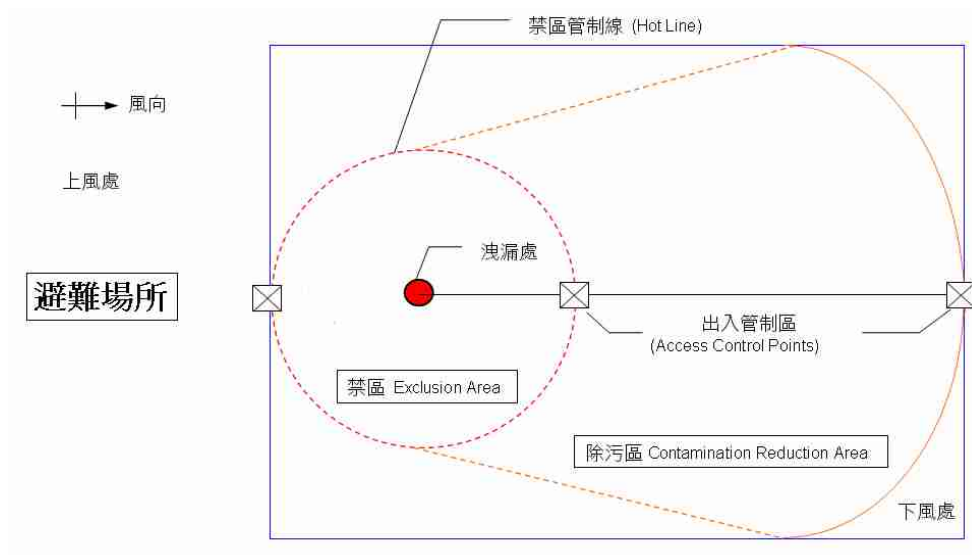 禁區管制線 (Hot Line)
風向
上風處
洩漏處
避難場所
出入管制區
(Access Control Points)
禁區 Exclusion Area
除污區 Contamination Reduction Area
下風處